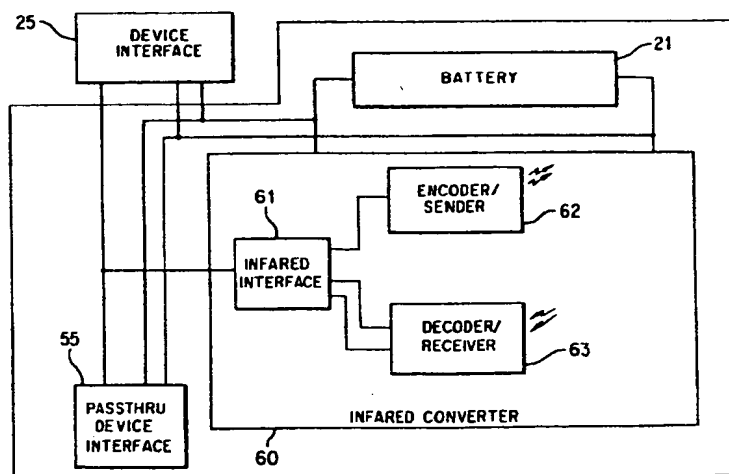 25
DEVICE
INTERFACE
21
BATTERY
61
INFARED
INTERFACE
ENCODER/
SENDER
62
DECODER/
RECEIVER
63
55
PASSTHRU
DEVICE
INTERFACE
INFARED CONVERTER
60